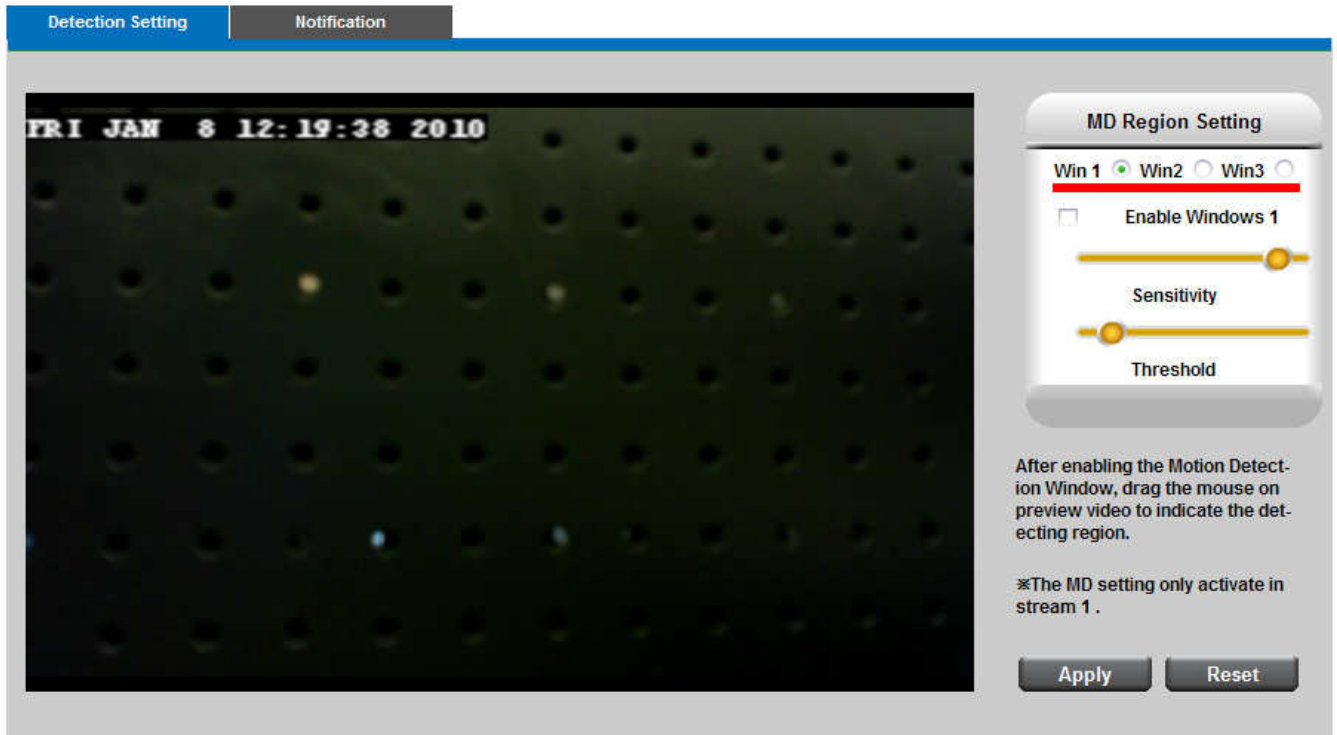 Detection Setting
Notification
FRI JAN 8 12:19:38 2010
MD Region Setting
Win 1 Win2 Win3
Enable Windows 1
Sensitivity
Threshold
After enabling the Motion Detect-
ion Window, drag the mouse on
preview video to indicate the det-
ecting region.
※The MD setting only activate in
stream 1 .
Apply
Reset